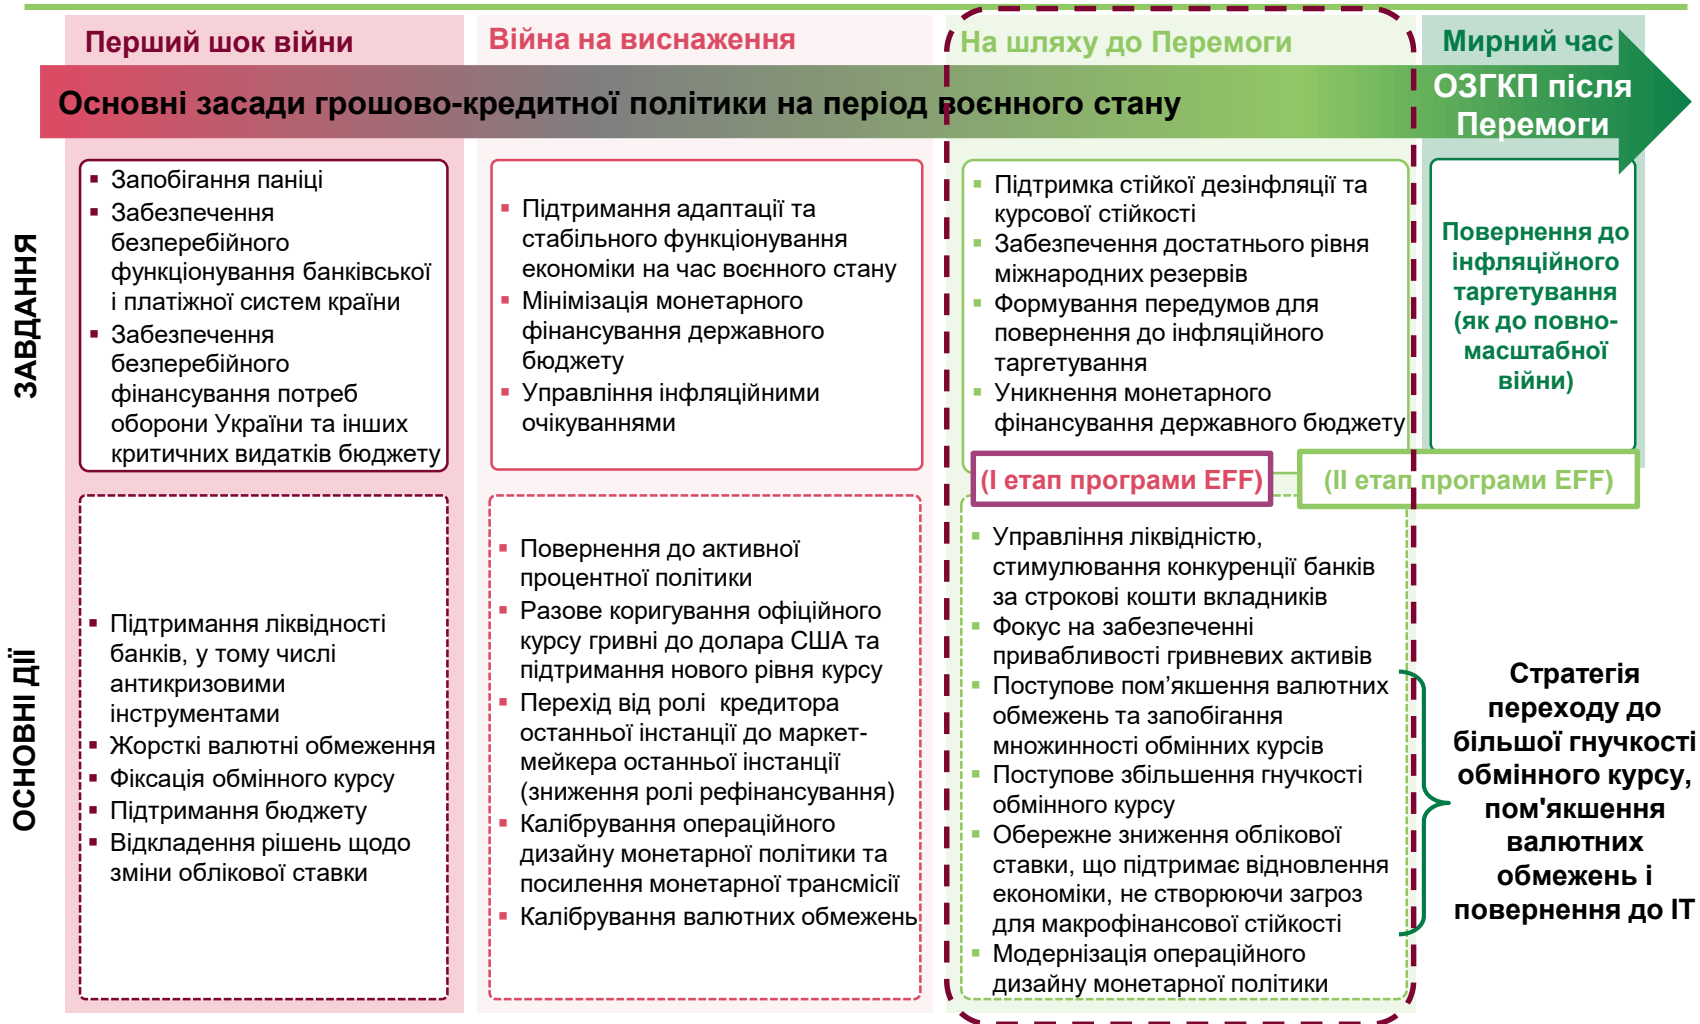 Перший шок війни
Війна на виснаження
На шляху до Перемоги
Мирний час
Основні засади грошово-кредитної політики на період воєнного стану
ОЗГКП після
Перемоги
ЗАВДАННЯ
▪ Запобігання паніці
▪ Забезпечення
безперебійного
функціонування банківської
і платіжної систем країни
▪ Забезпечення
безперебійного
фінансування потреб
оборони України та інших
критичних видатків бюджету
▪ Підтримання адаптації та
стабільного функціонування
економіки на час воєнного стану
▪ Мінімізація монетарного
фінансування державного
бюджету
▪ Управління інфляційними
очікуваннями
▪ Підтримка стійкої дезінфляції та
курсової стійкості
▪ Забезпечення достатнього рівня
міжнародних резервів
▪ Формування передумов для
повернення до інфляційного
таргетування
▪ Уникнення монетарного
фінансування державного бюджету
Повернення до
інфляційного
таргетування
(як до повно-
масштабної
війни)
(І етап програми EFF)
(ІІ етап програми EFF)
ОСНОВНІ ДІЇ
▪ Підтримання ліквідності
банків, у тому числі
антикризовими
інструментами
▪ Жорсткі валютні обмеження
▪ Фіксація обмінного курсу
▪ Підтримання бюджету
▪ Відкладення рішень щодо
зміни облікової ставки
▪ Повернення до активної
процентної політики
▪ Разове коригування офіційного
курсу гривні до долара США та
підтримання нового рівня курсу
▪ Перехід від ролі кредитора
останньої інстанції до маркет-
мейкера останньої інстанції
(зниження ролі рефінансування)
▪ Калібрування операційного
дизайну монетарної політики та
посилення монетарної трансмісії
▪ Калібрування валютних обмежень
▪ Управління ліквідністю,
стимулювання конкуренції банків
за строкові кошти вкладників
▪ Фокус на забезпеченні
привабливості гривневих активів
▪ Поступове пом’якшення валютних
обмежень та запобігання
множинності обмінних курсів
▪ Поступове збільшення гнучкості
обмінного курсу
▪ Обережне зниження облікової
ставки, що підтримає відновлення
економіки, не створюючи загроз
для макрофінансової стійкості
▪ Модернізація операційного
дизайну монетарної політики
Стратегія
переходу до
більшої гнучкості
обмінного курсу,
пом'якшення
валютних
обмежень і
повернення до ІТ